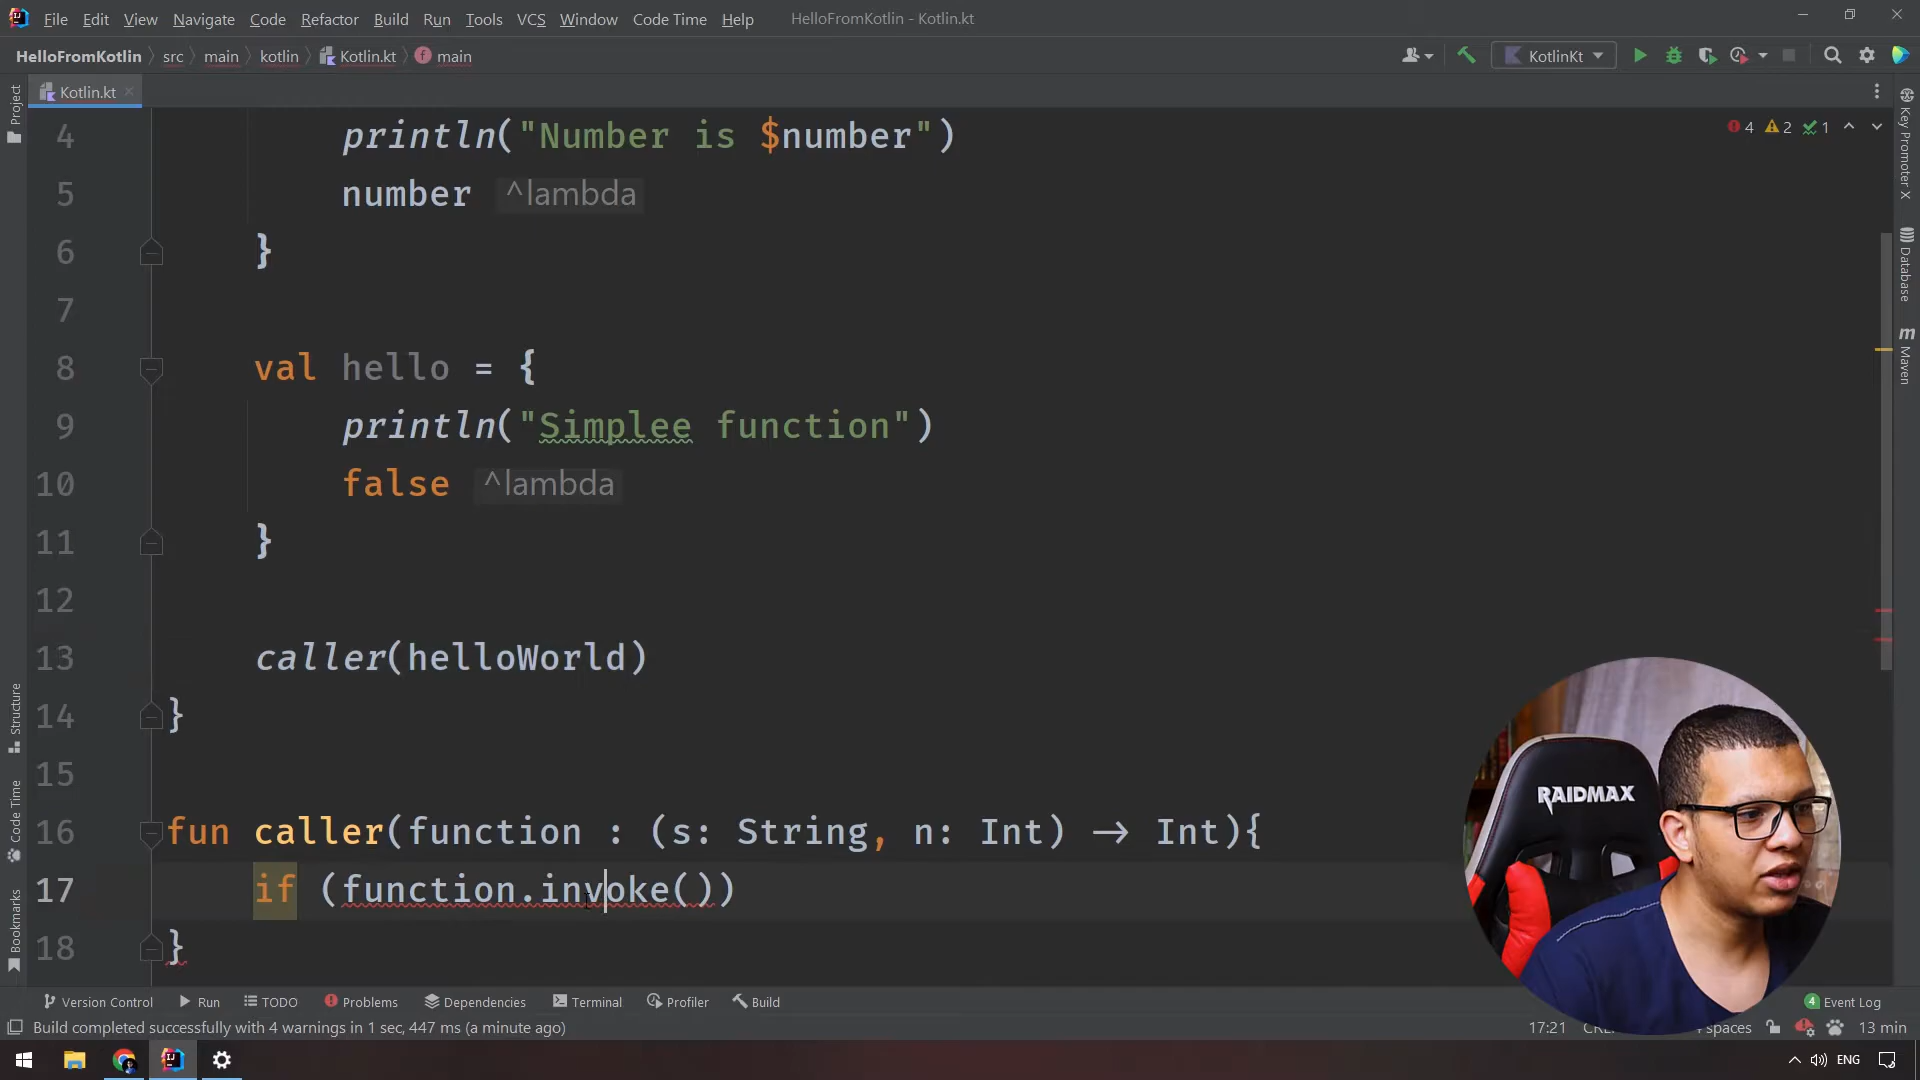 File Edit View Navigate Code Refactor Build Run Tools VCS Window Code Time Help HelloFromKotlin - Kotlin.kt
HelloFromKotlin src main kotlin Kotlin.kt main KotlinKt
Project
Kotlin.kt
4 2 1
4 println("Number is $number")
5 number ^lambda
6 }
7
8 val hello = {
9 println("Simplee function")
10 false ^lambda
11 }
12
13 caller(helloWorld)
14 }
15
16 fun caller(function : (s: String, n: Int) → Int){
17 if (function.invoke())
18 }
Structure
Code Time
Bookmarks
Key Promoter X
Database
Maven
RAIDMAX
Version Control Run TODO Problems Dependencies Terminal Profiler Build 4 Event Log
Build completed successfully with 4 warnings in 1 sec, 447 ms (a minute ago) 17:21 spaces 13 min
ENG